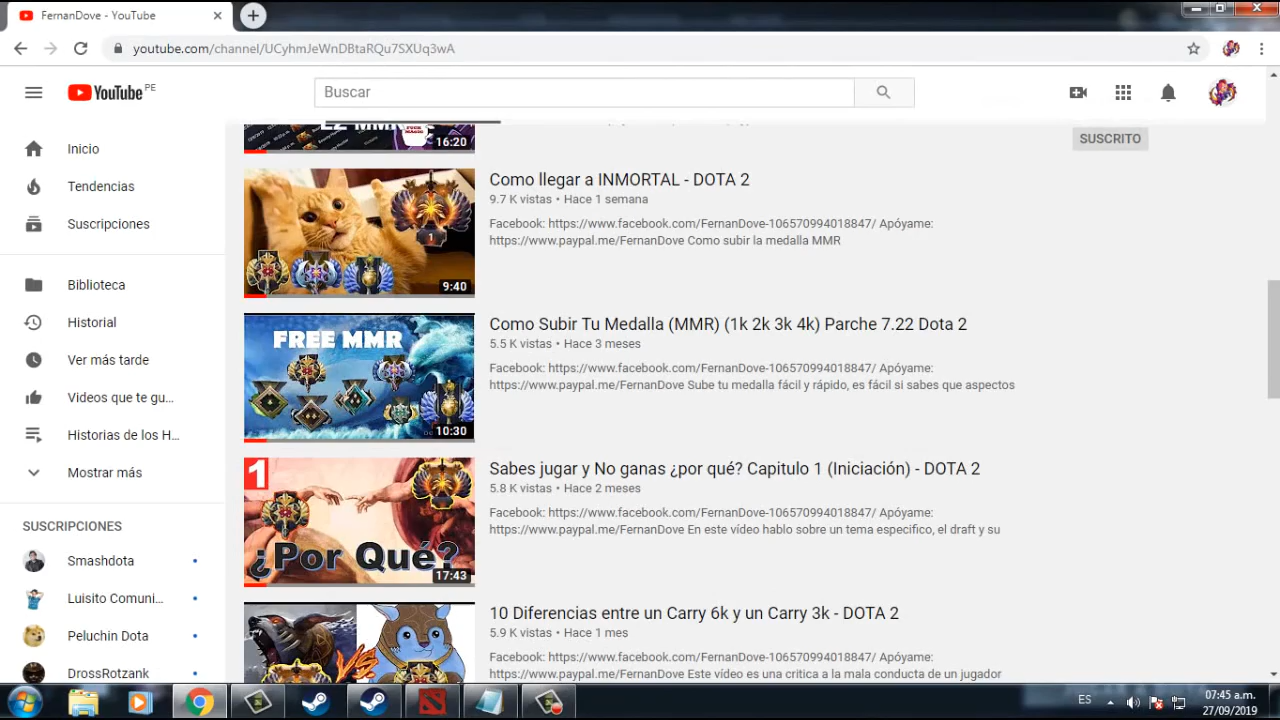 FernanDove - YouTube
youtube.com/channel/UCyhmJeWnDBtaRQu7SXUq3wA
YouTube PE
Buscar
SUSCRITO
16:20
Inicio
Tendencias
Suscripciones
Biblioteca
Historial
Ver más tarde
Videos que te gu...
Historias de los H...
Mostrar más
SUSCRIPCIONES
Smashdota
Luisito Comuni...
Peluchin Dota
DrossRotzank
Como llegar a INMORTAL - DOTA 2
9.7 K vistas • Hace 1 semana
Facebook: https://www.facebook.com/FernanDove-106570994018847/ Apóyame:
https://www.paypal.me/FernanDove Como subir la medalla MMR
1
9:40
Como Subir Tu Medalla (MMR) (1k 2k 3k 4k) Parche 7.22 Dota 2
5.5 K vistas • Hace 3 meses
Facebook: https://www.facebook.com/FernanDove-106570994018847/ Apóyame:
https://www.paypal.me/FernanDove Sube tu medalla fácil y rápido, es fácil si sabes que aspectos
FREE MMR
10:30
Sabes jugar y No ganas ¿por qué? Capitulo 1 (Iniciación) - DOTA 2
5.8 K vistas • Hace 2 meses
Facebook: https://www.facebook.com/FernanDove-106570994018847/ Apóyame:
https://www.paypal.me/FernanDove En este vídeo hablo sobre un tema especifico, el draft y su
1
¿Por Qué?
17:43
10 Diferencias entre un Carry 6k y un Carry 3k - DOTA 2
5.9 K vistas • Hace 1 mes
Facebook: https://www.facebook.com/FernanDove-106570994018847/ Apóyame:
https://www.paypal.me/FernanDove Este vídeo es una critica a la mala conducta de un jugador
VS
ES
07:45 a.m.
27/09/2019